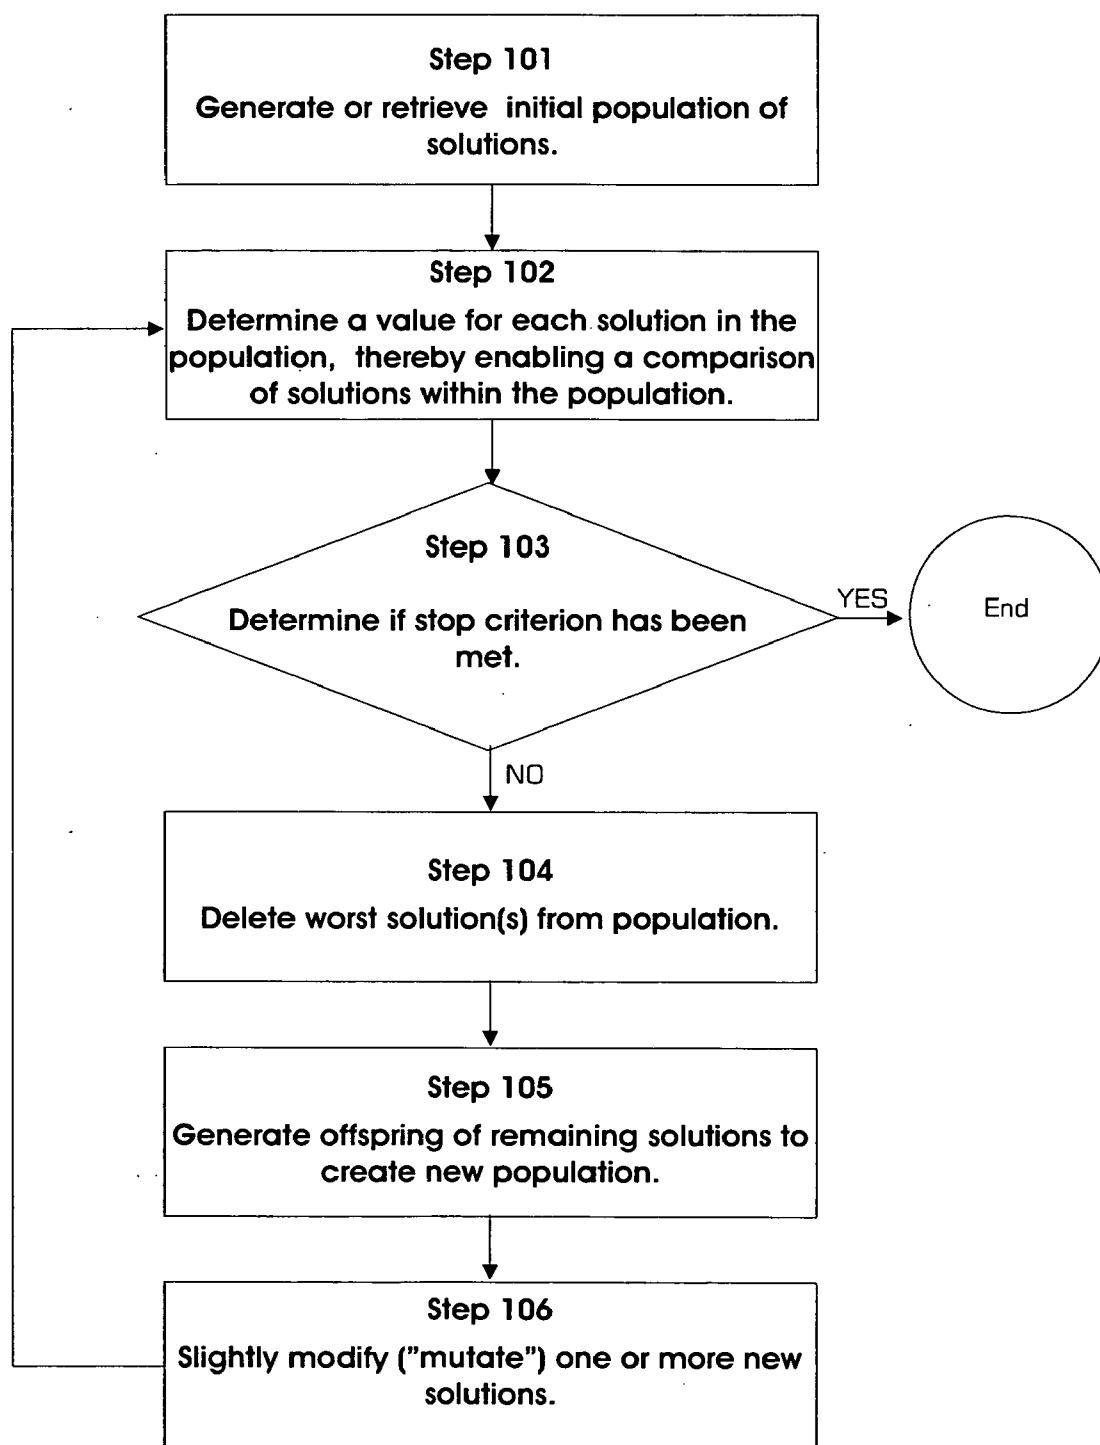 Step 101
Generate or retrieve initial population of
solutions.
Step 102
Determine a value for each solution in the
population, thereby enabling a comparison
of solutions within the population.
Step 103
Determine if stop criterion has been
met.
YES
End
NO
Step 104
Delete worst solution(s) from population.
Step 105
Generate offspring of remaining solutions to
create new population.
Step 106
Slightly modify ("mutate") one or more new
solutions.